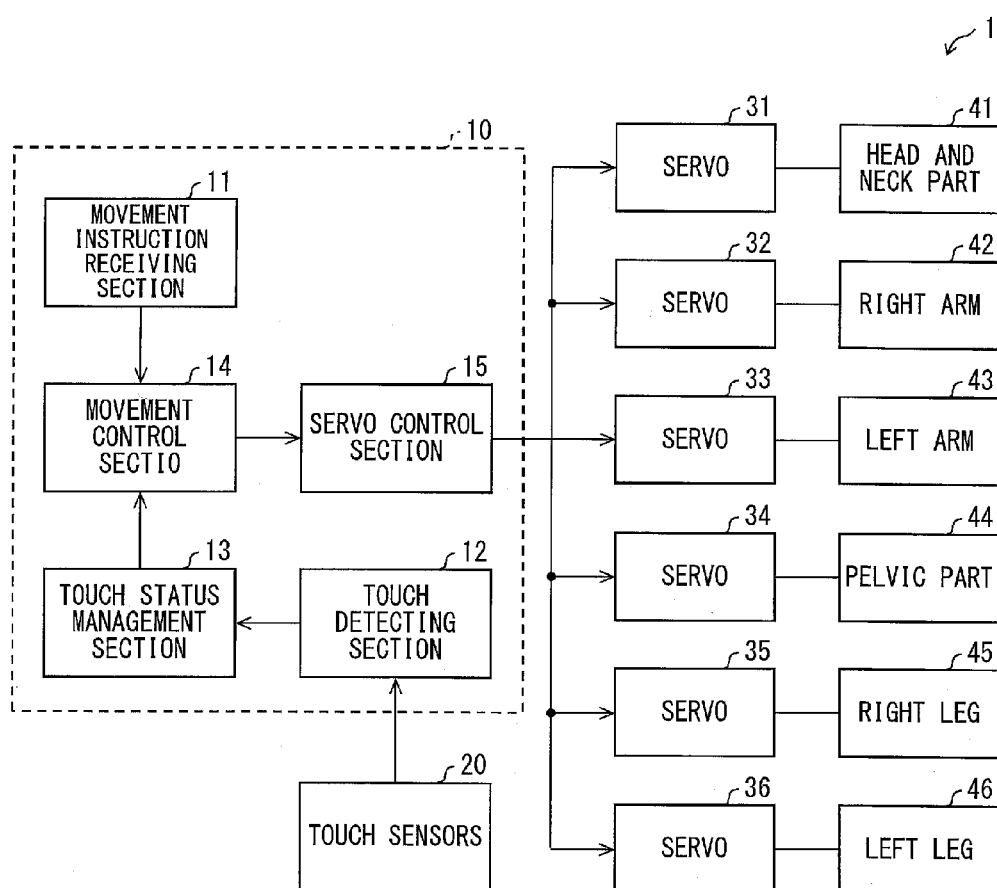 1
10
11
MOVEMENT
INSTRUCTION
RECEIVING
SECTION
14
MOVEMENT
CONTROL
SECTIO
15
SERVO CONTROL
SECTION
13
TOUCH STATUS
MANAGEMENT
SECTION
12
TOUCH
DETECTING
SECTION
20
TOUCH SENSORS
31
SERVO
41
HEAD AND
NECK PART
32
SERVO
42
RIGHT ARM
33
SERVO
43
LEFT ARM
34
SERVO
44
PELVIC PART
35
SERVO
45
RIGHT LEG
36
SERVO
46
LEFT LEG